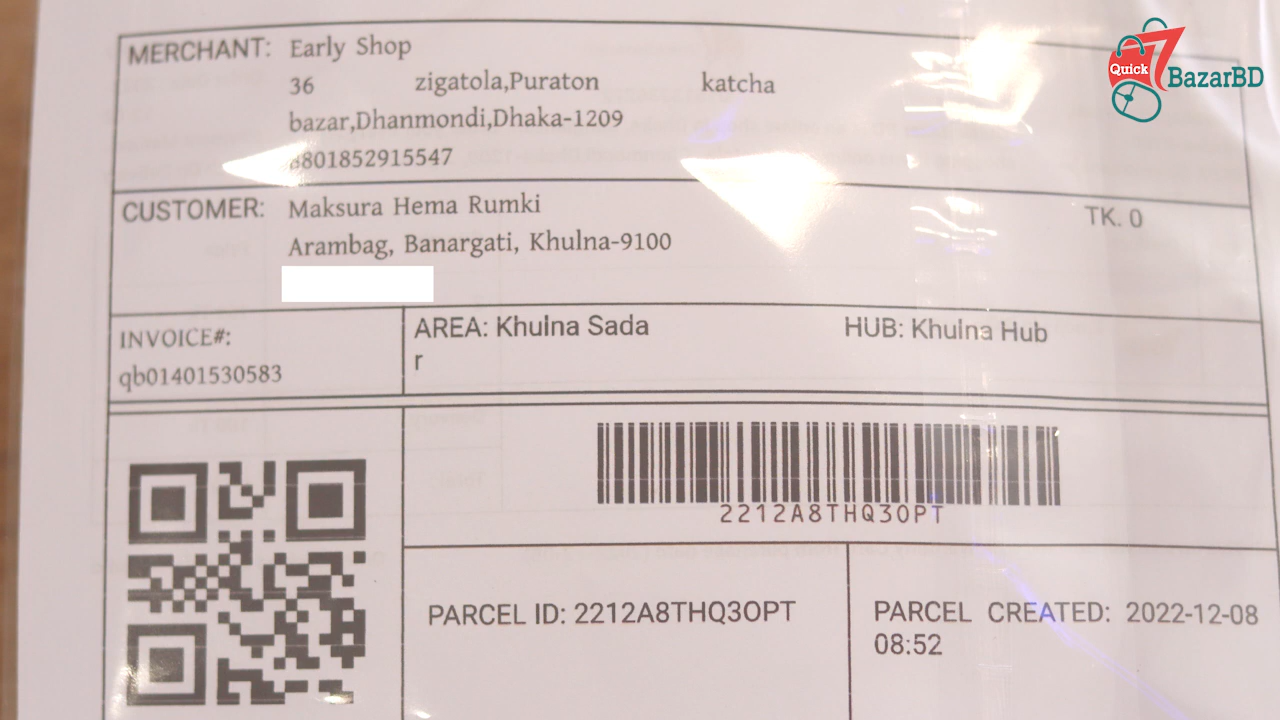 Quick
BazarBD
MERCHANT: Early Shop
36 zigatola,Puraton katcha
bazar,Dhanmondi,Dhaka-1209
8801852915547
CUSTOMER: Maksura Hema Rumki
TK. 0
Arambag, Banargati, Khulna-9100
INVOICE#:
qb01401530583
AREA: Khulna Sada
r
HUB: Khulna Hub
2212A8THQ3OPT
PARCEL ID: 2212A8THQ3OPT
PARCEL CREATED: 2022-12-08
08:52